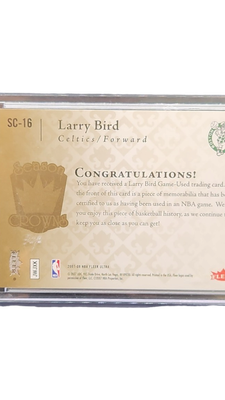 SC-16
Larry Bird
Celtics/Forward
CONGRATULATIONS!
You have received a Larry Bird Game-Used trading card.
the front of this card is a piece of memorabilia that has b
certified to us as having been used in an NBA game. We
you enjoy this piece of basketball history, as we continue
keep you as close as you can get!
CROWN
FLE